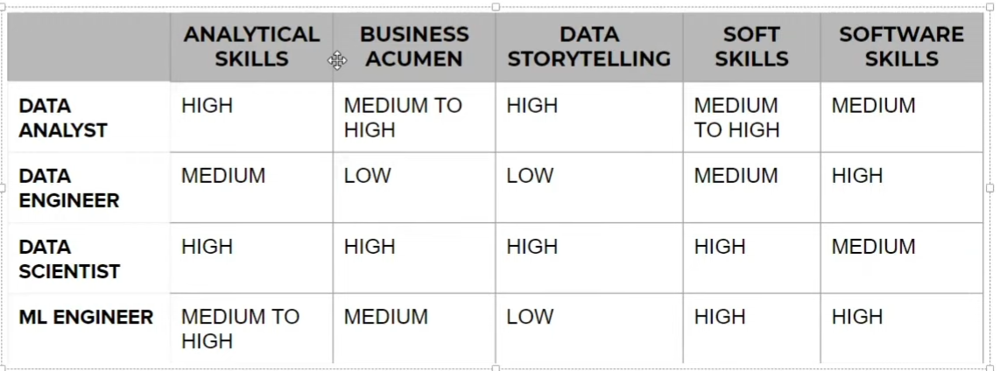 ANALYTICAL SKILLS BUSINESS ACUMEN DATA STORYTELLING SOFT SKILLS SOFTWARE SKILLS
DATA ANALYST HIGH MEDIUM TO HIGH HIGH MEDIUM TO HIGH MEDIUM
DATA ENGINEER MEDIUM LOW LOW MEDIUM HIGH
DATA SCIENTIST HIGH HIGH HIGH HIGH MEDIUM
ML ENGINEER MEDIUM TO HIGH MEDIUM LOW HIGH HIGH